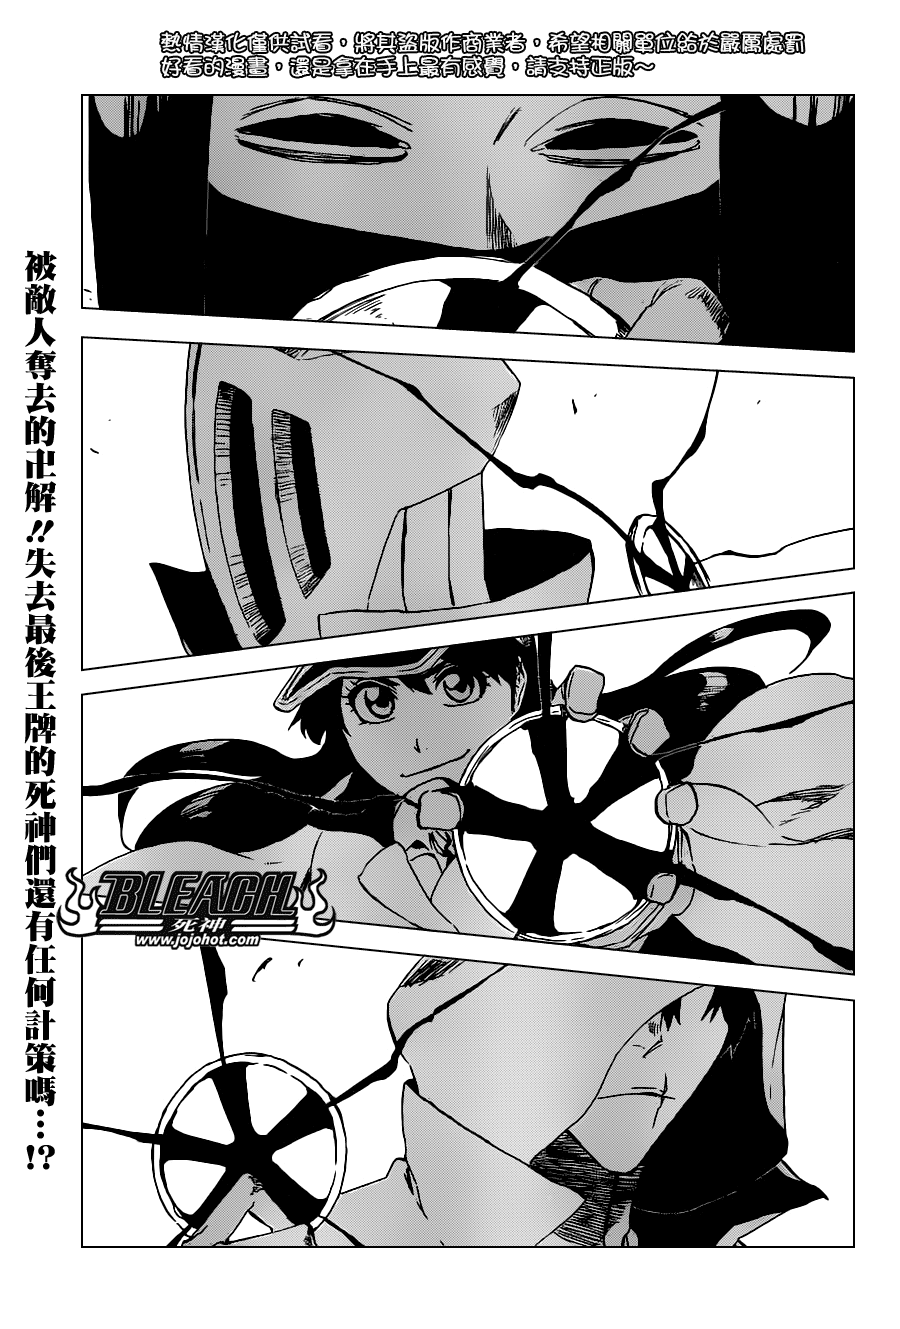 熱情漢化僅供試看，將其盜版作商業者，希望相關單位給於嚴厲處罰
好看的漫畫，還是拿在手上最有感覺，請支持正版～
被敵人奪去的卍解!!失去最後王牌的死神們還有任何計策嗎…!?
BLEACH
死神
www.jojohot.com